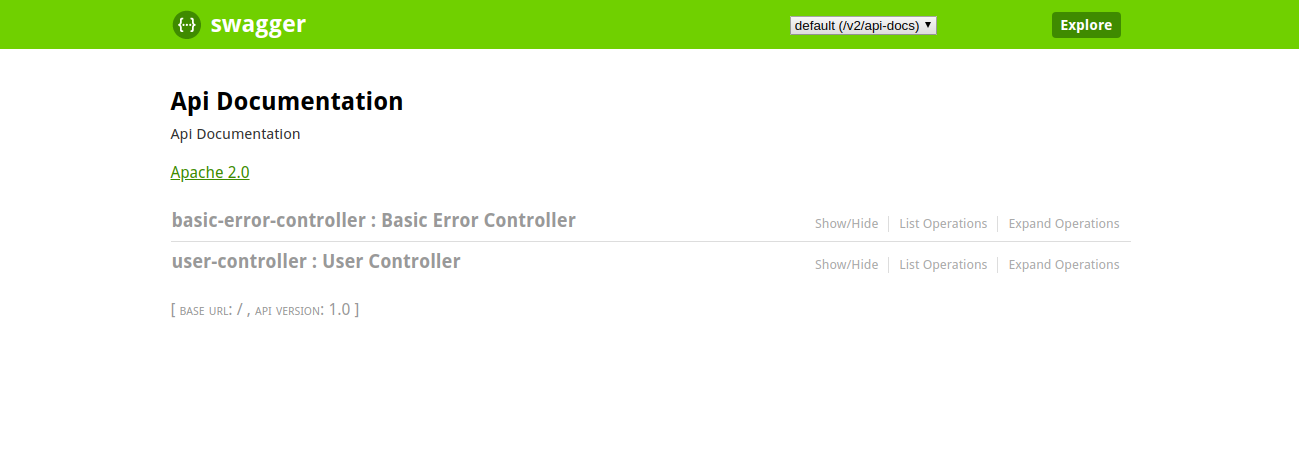 {···} swagger default (/v2/api-docs) ▼ Explore
Api Documentation
Api Documentation
Apache 2.0
basic-error-controller : Basic Error Controller Show/Hide List Operations Expand Operations
user-controller : User Controller Show/Hide List Operations Expand Operations
[ BASE URL: / , API VERSION: 1.0 ]